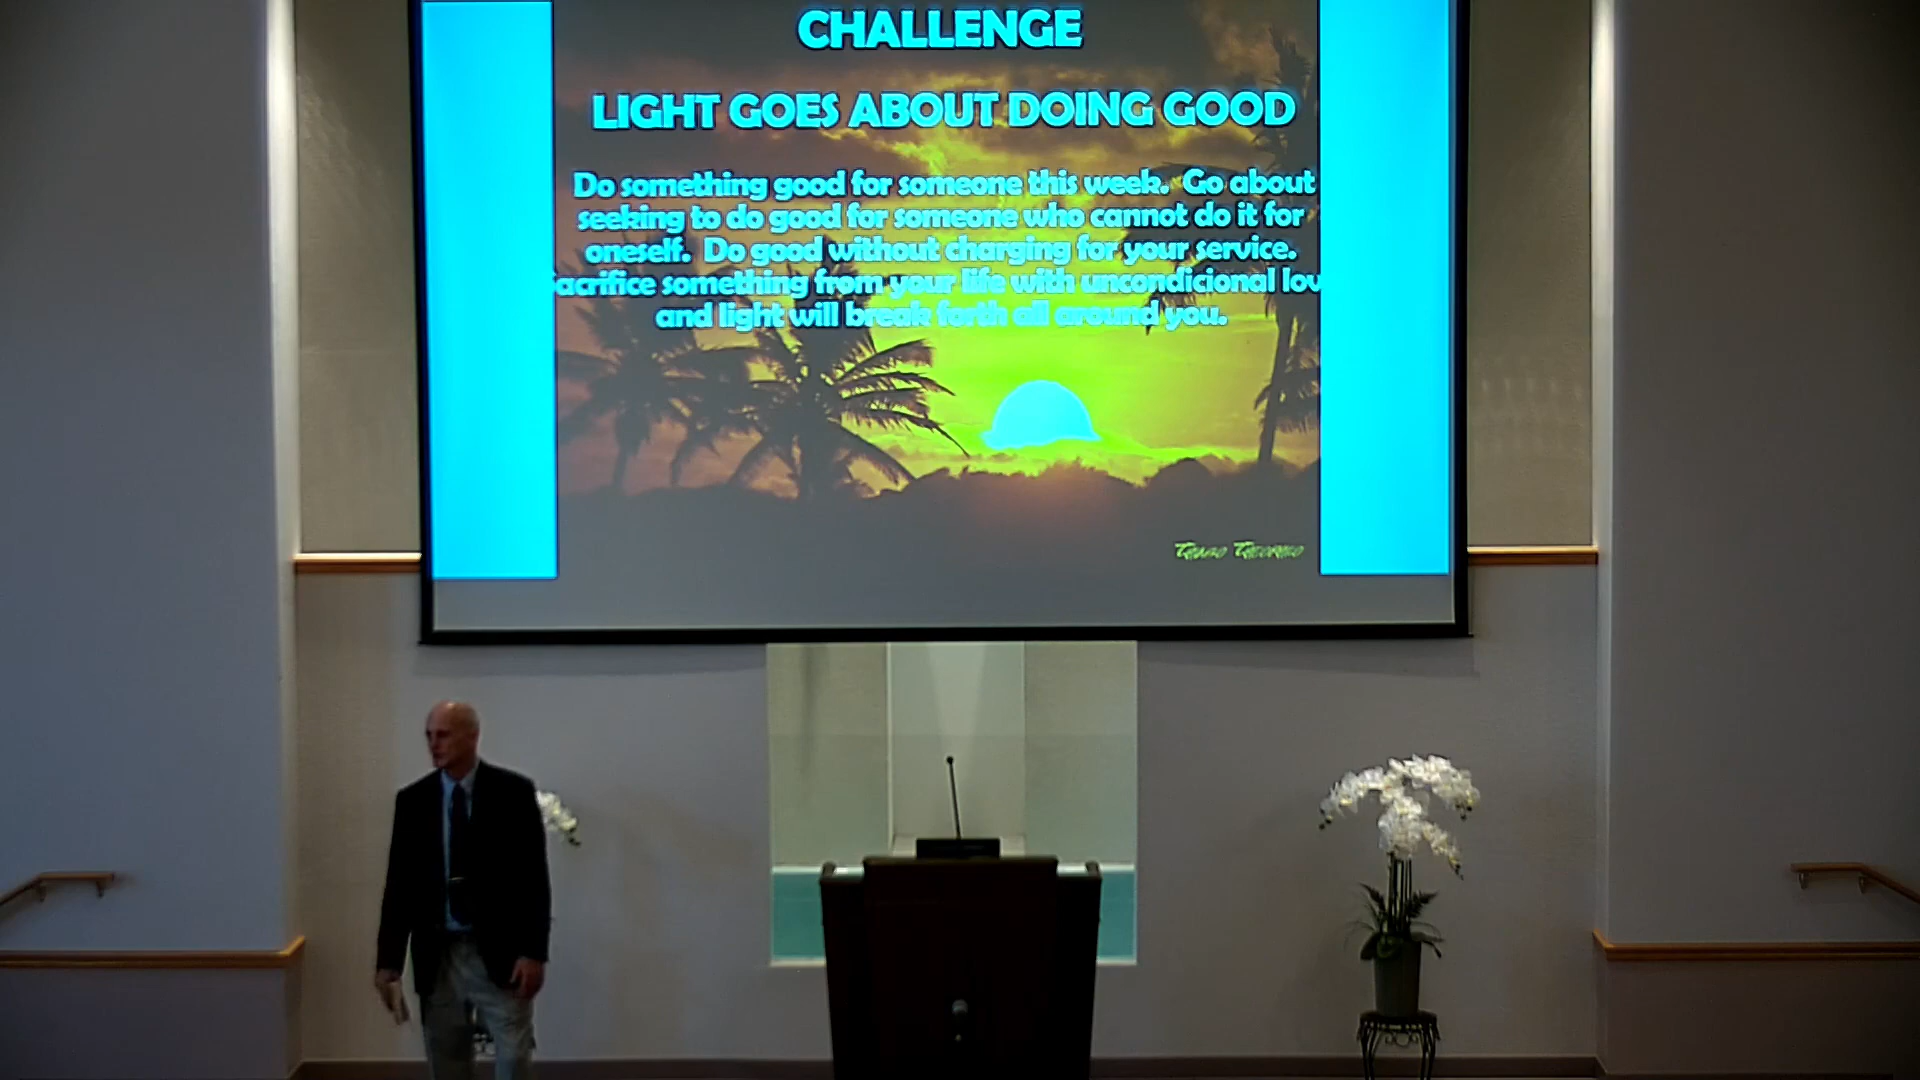 CHALLENGE
LIGHT GOES ABOUT DOING GOOD
Do something good for someone this week. Go about
seeking to do good for someone who cannot do it for
oneself. Do good without charging for your service.
acrifice something from your life with uncondicional lov
and light will break forth all around you.